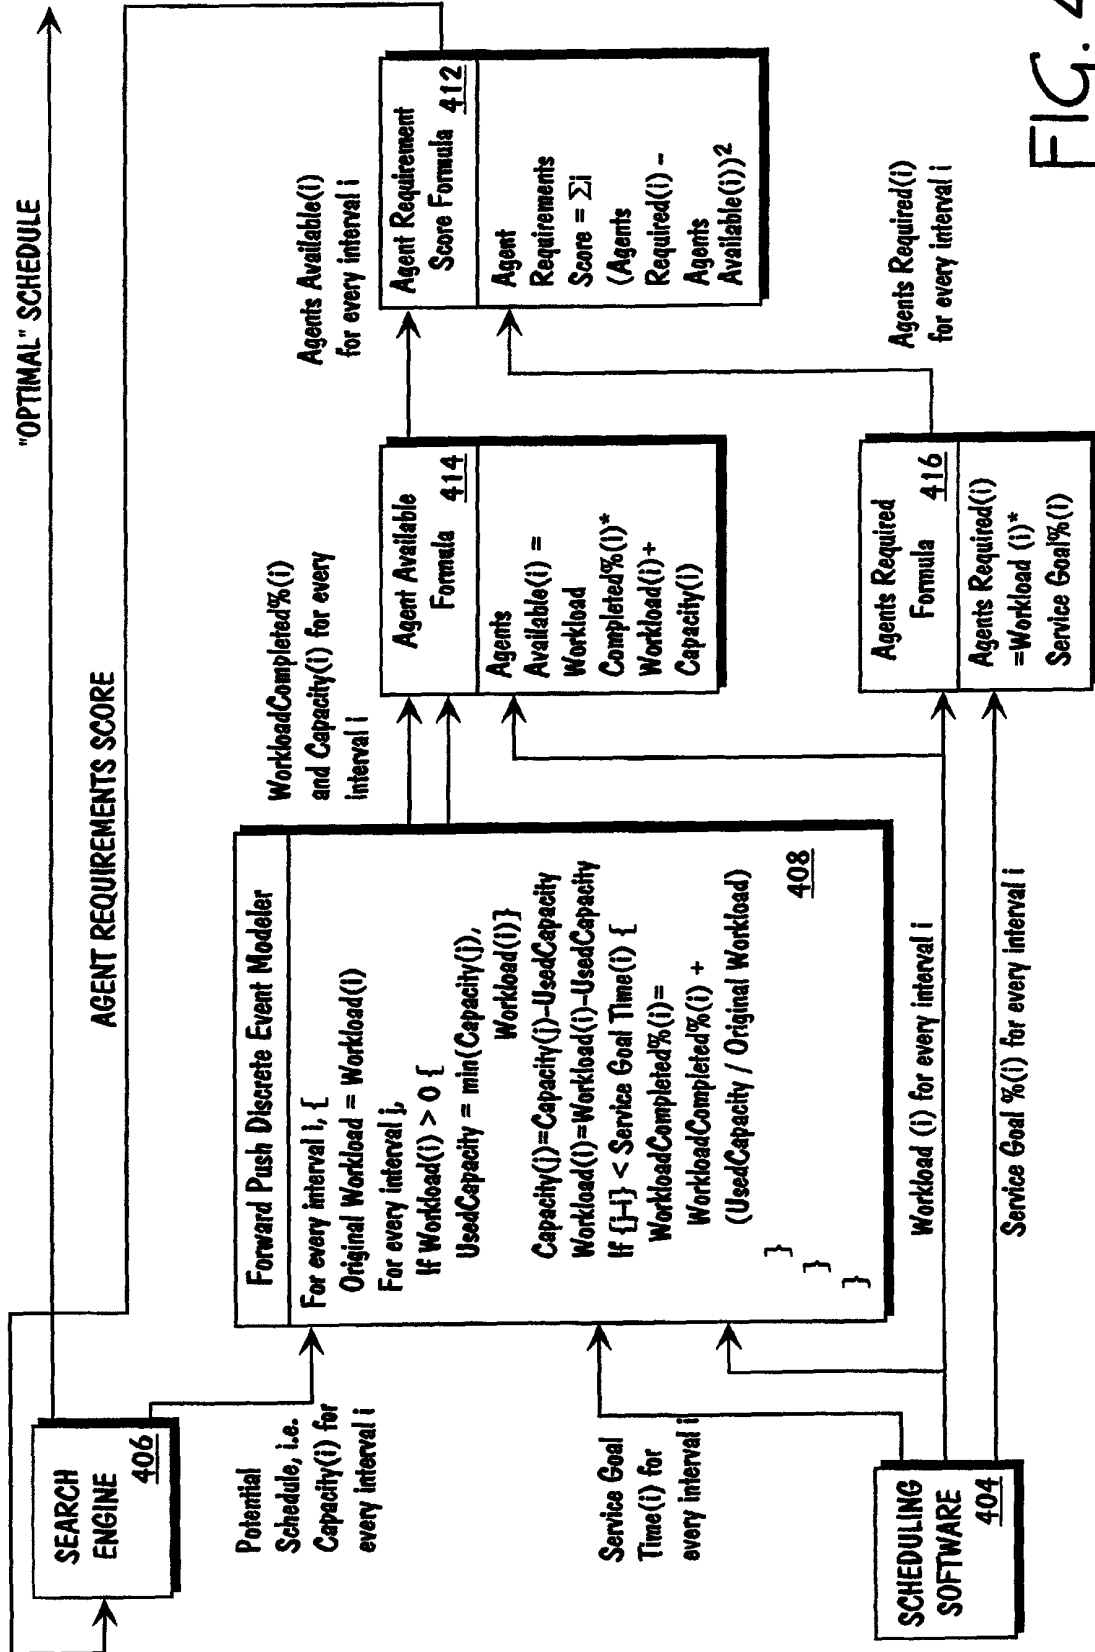 "OPTIMAL" SCHEDULE
AGENT REQUIREMENTS SCORE
SEARCH
ENGINE
406
Potential
Schedule, i.e.
Capacity(i) for
every interval i
Forward Push Discrete Event Modeler
For every interval i, {
Original Workload = Workload(i)
For every interval j,
If Workload(i) > 0 {
UsedCapacity = min(Capacity(j),
Workload(i)}
Capacity(j)=Capacity(j)-UsedCapacity
Workload(i)=Workload(i)-UsedCapacity
If {j-i} < Service Goal Time(i) {
WorkloadCompleted%(i)=
WorkloadCompleted%(i) +
(UsedCapacity / Original Workload)
}
}
}
408
WorkloadCompleted%(i)
and Capacity(i) for every
interval i
Agent Available
Formula 414
Agents
Available(i) =
Workload
Completed%(i)*
Workload(i)+
Capacity(i)
Agents Available(i)
for every interval i
Agent Requirement
Score Formula 412
Agent
Requirements
Score = Σi
(Agents
Required(i) -
Agents
Available(i))²
Service Goal
Time(i) for
every interval i
SCHEDULING
SOFTWARE
404
Workload (i) for every interval i
Service Goal %(i) for every interval i
Agents Required
Formula 416
Agents Required(i)
=Workload (i)*
Service Goal%(i)
Agents Required(i)
for every interval i
FIG. 4